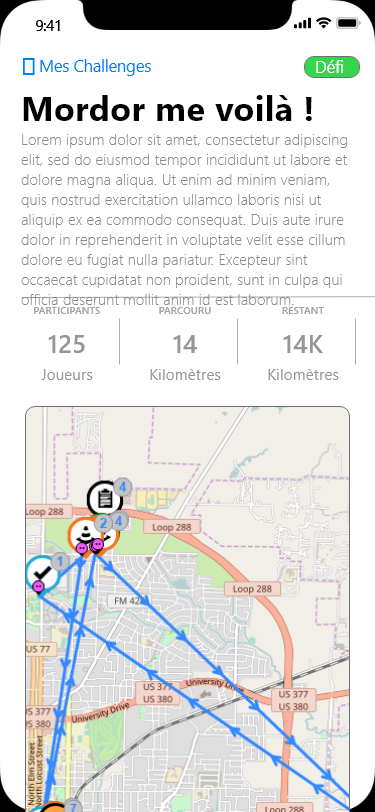 9:41
Mes Challenges
Défi
Mordor me voilà !
Lorem ipsum dolor sit amet, consectetur adipiscing
elit, sed do eiusmod tempor incididunt ut labore et
dolore magna aliqua. Ut enim ad minim veniam,
quis nostrud exercitation ullamco laboris nisi ut
aliquip ex ea commodo consequat. Duis aute irure
dolor in reprehenderit in voluptate velit esse cillum
dolore eu fugiat nulla pariatur. Excepteur sint
occaecat cupidatat non proident, sunt in culpa qui
officia deserunt mollit anim id est laborum.
PARTICIPANTS PARCOURU RESTANT
125 14 14K
Joueurs Kilomètres Kilomètres
4
Loop 288
2 4
Loop 288
1
Loop 288
FM 42
US 77
US 377
US 380
University Drive
US 377
US 380
US 377
US 380
University Drive
North Elm Street
North Locust Street
7
Loop 288